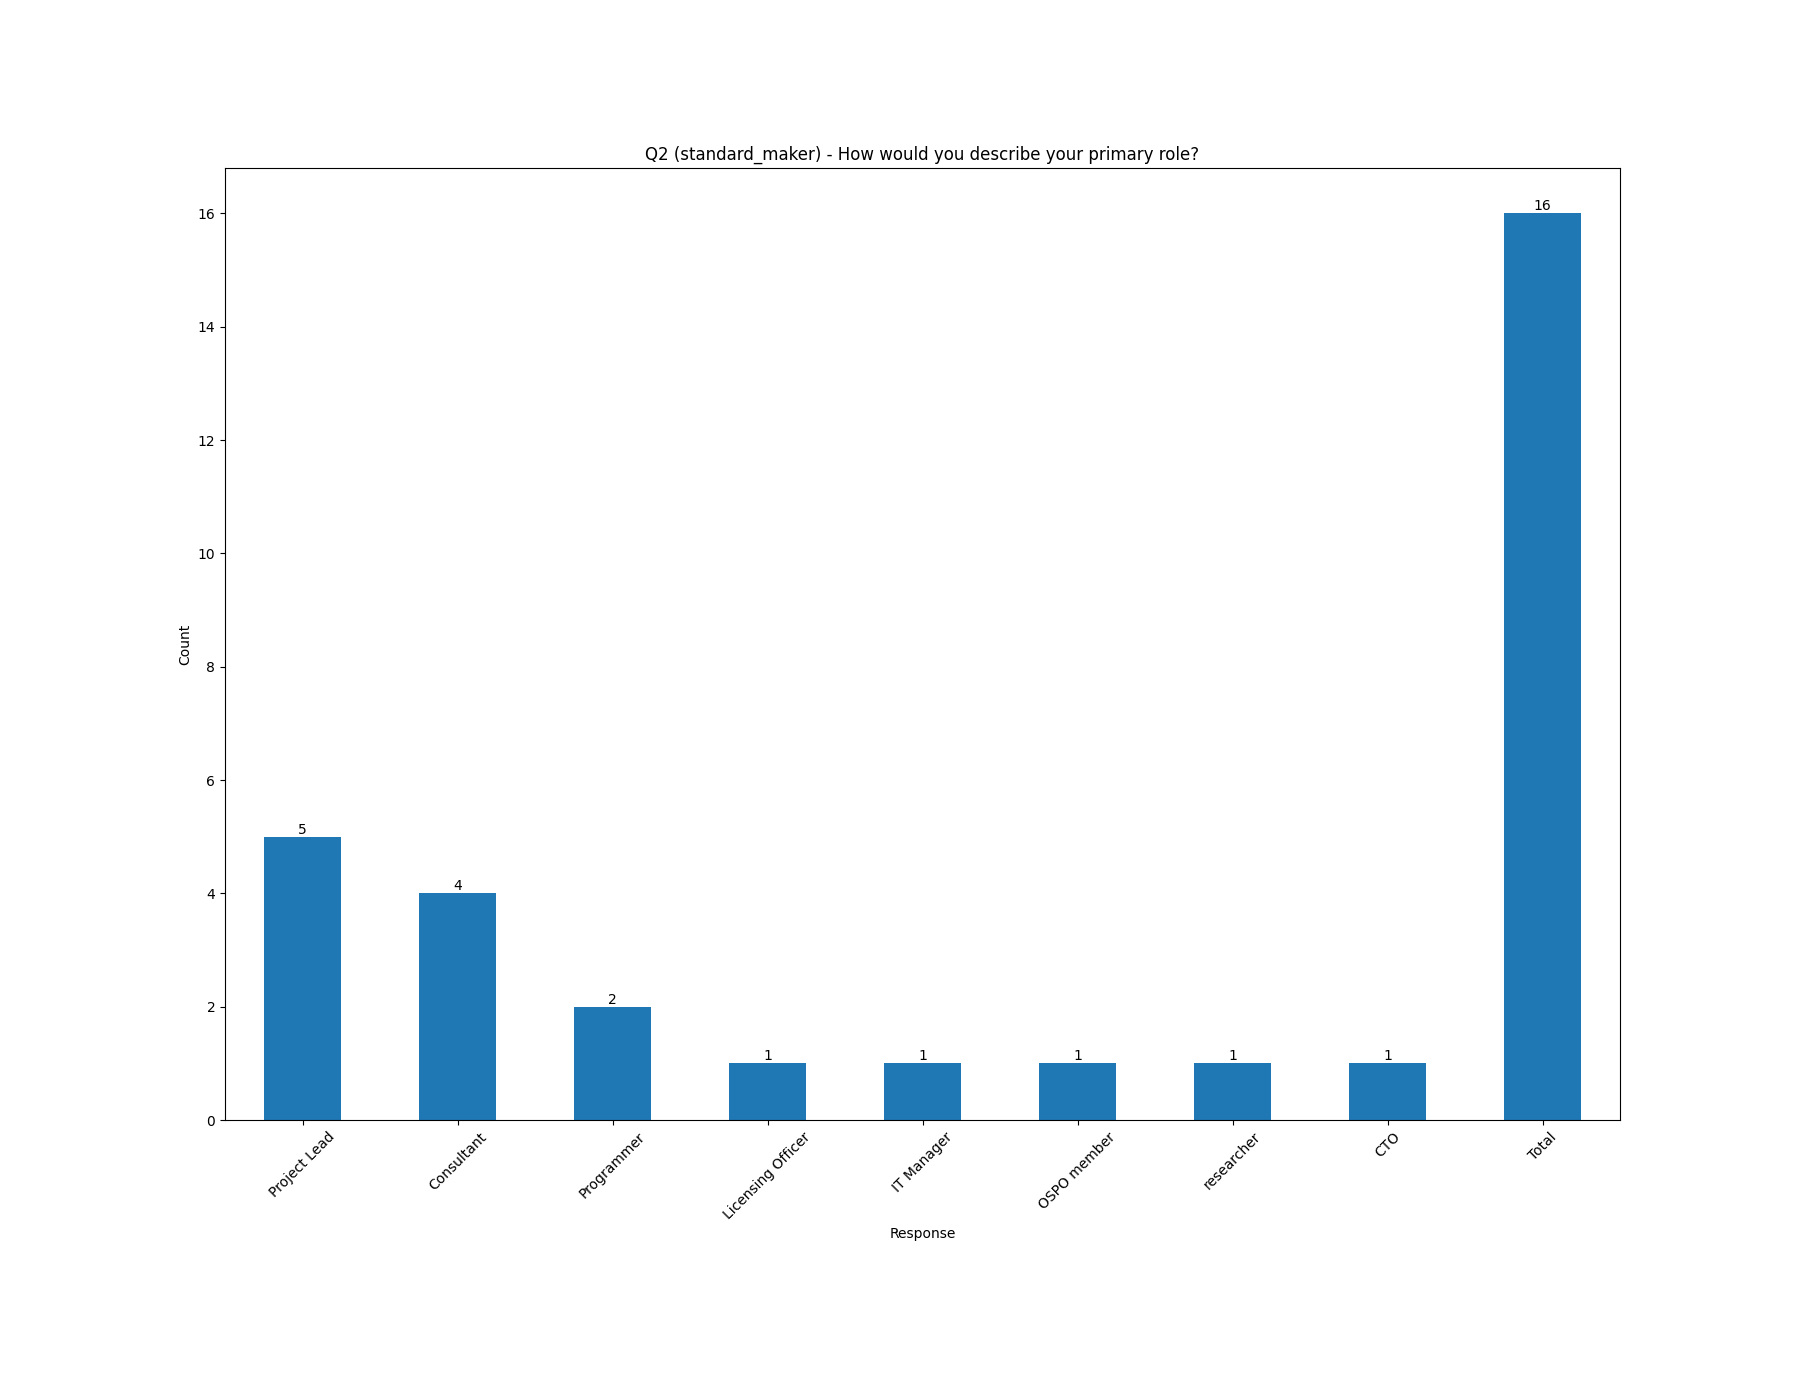 Q2 (standard_maker) - How would you describe your primary role?
16
14
12
10
8
6
4
2
0
Count
5
4
2
1
1
1
1
1
16
Project Lead
Consultant
Programmer
Licensing Officer
IT Manager
OSPO member
researcher
CTO
Total
Response